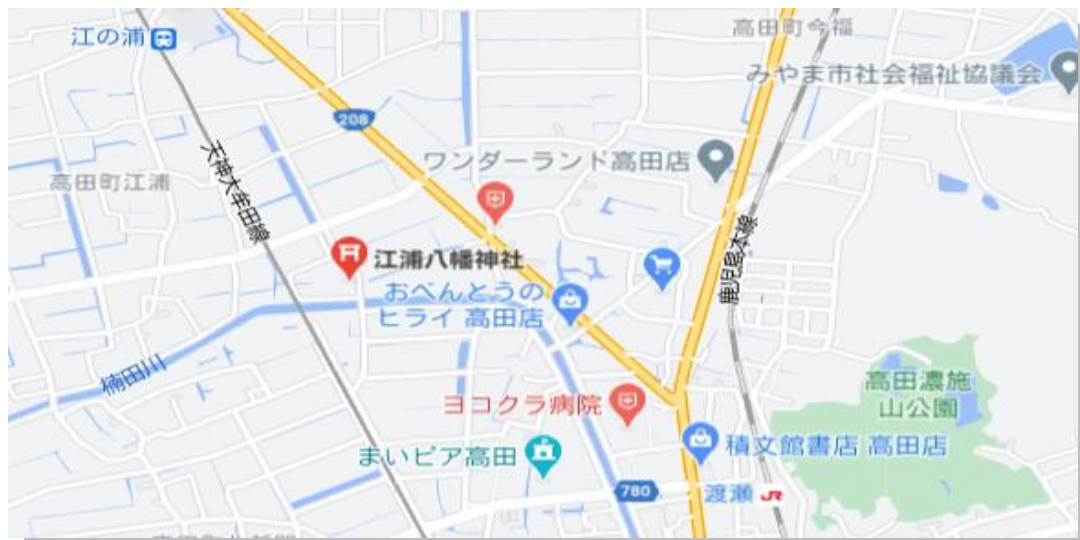 江の浦
高田町今福
みやま市社会福祉協議会
208
ワンダーランド高田店
天神大牟田線
高田町江浦
鹿児島本線
江浦八幡神社
おべんとうの
ヒライ 高田店
楠田川
高田濃施
山公園
ヨコクラ病院
積文館書店 高田店
まいピア高田
780
渡瀬 JR